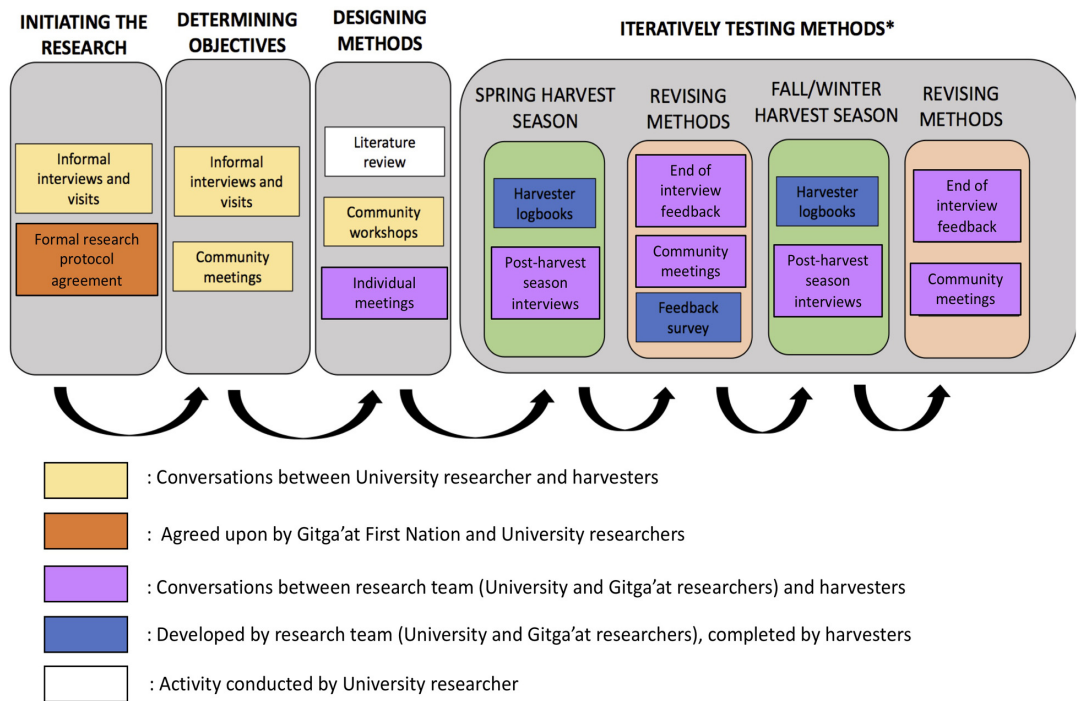 INITIATING THE
RESEARCH
DETERMINING
OBJECTIVES
DESIGNING
METHODS
ITERATIVELY TESTING METHODS*
Informal
interviews and
visits
Formal research
protocol
agreement
Informal
interviews and
visits
Community
meetings
Literature
review
Community
workshops
Individual
meetings
SPRING HARVEST
SEASON
Harvester
logbooks
Post-harvest
season
interviews
REVISING
METHODS
End of
interview
feedback
Community
meetings
Feedback
survey
FALL/WINTER
HARVEST SEASON
Harvester
logbooks
Post-harvest
season
interviews
REVISING
METHODS
End of
interview
feedback
Community
meetings
: Conversations between University researcher and harvesters
: Agreed upon by Gitga’at First Nation and University researchers
: Conversations between research team (University and Gitga’at researchers) and harvesters
: Developed by research team (University and Gitga’at researchers), completed by harvesters
: Activity conducted by University researcher